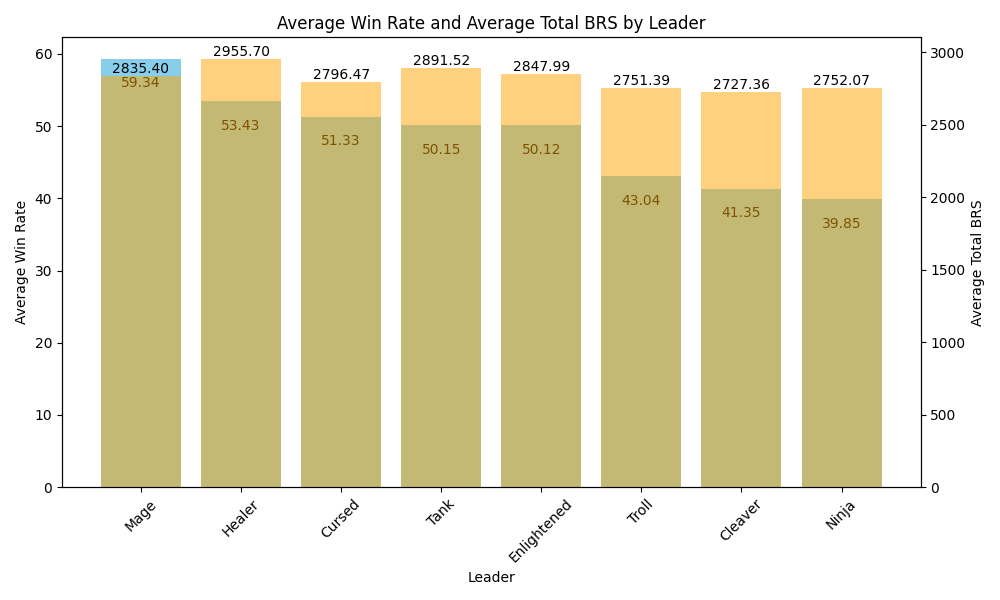 Average Win Rate and Average Total BRS by Leader
60
50
40
30
20
10
0
Average Win Rate
2835.40
2955.70
2796.47
2891.52
2847.99
2751.39
2727.36
2752.07
59.34
53.43
51.33
50.15
50.12
43.04
41.35
39.85
3000
2500
2000
1500
1000
500
0
Average Total BRS
Mage
Healer
Cursed
Tank
Enlightened
Troll
Cleaver
Ninja
Leader